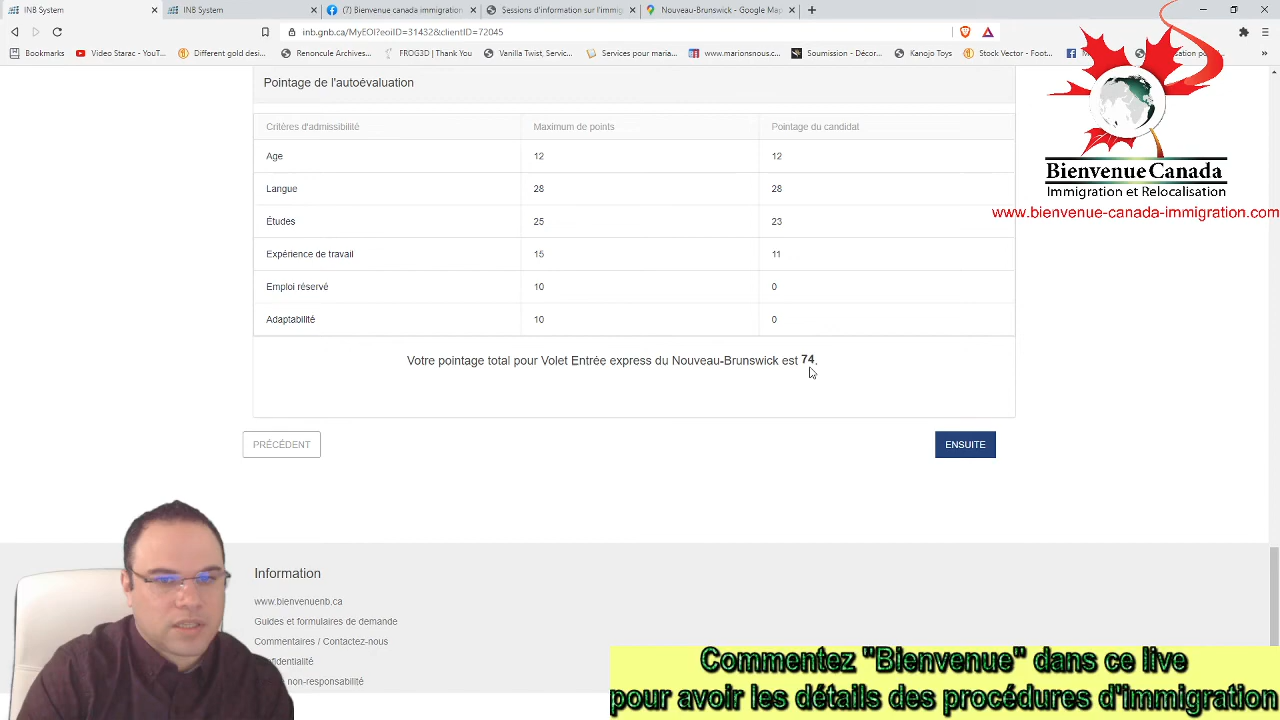 INB System
INB System
(7) Bienvenue canada immigration
Sessions d'information sur l'immig
Nouveau-Brunswick - Google Map
inb.gnb.ca/MyEOI?eoiID=31432&clientID=72045
Bookmarks
Video Starac - YouT...
Different gold desi...
Renoncule Archives...
FROG3D | Thank You
Venilla Twist, Servin...
Services pour maria...
www.marionsnous...
Soumission - Décor...
Kanojo Toys
Stock Vector - Foot...
Pointage de l'autoévaluation
Critères d'admissibilité Maximum de points Pointage du candidat
Age 12 12
Langue 28 28
Études 25 23
Expérience de travail 15 11
Emploi réservé 10 0
Adaptabilité 10 0
Votre pointage total pour Volet Entrée express du Nouveau-Brunswick est 74.
PRÉCÉDENT
ENSUITE
Information
www.bienvenuenb.ca
Guides et formulaires de demande
Commentaires / Contactez-nous
nfidentialité
non-responsabilité
Bienvenue Canada
Immigration et Relocalisation
www.bienvenue-canada-immigration.com
Commentez "Bienvenue" dans ce live
pour avoir les détails des procédures d'immigration